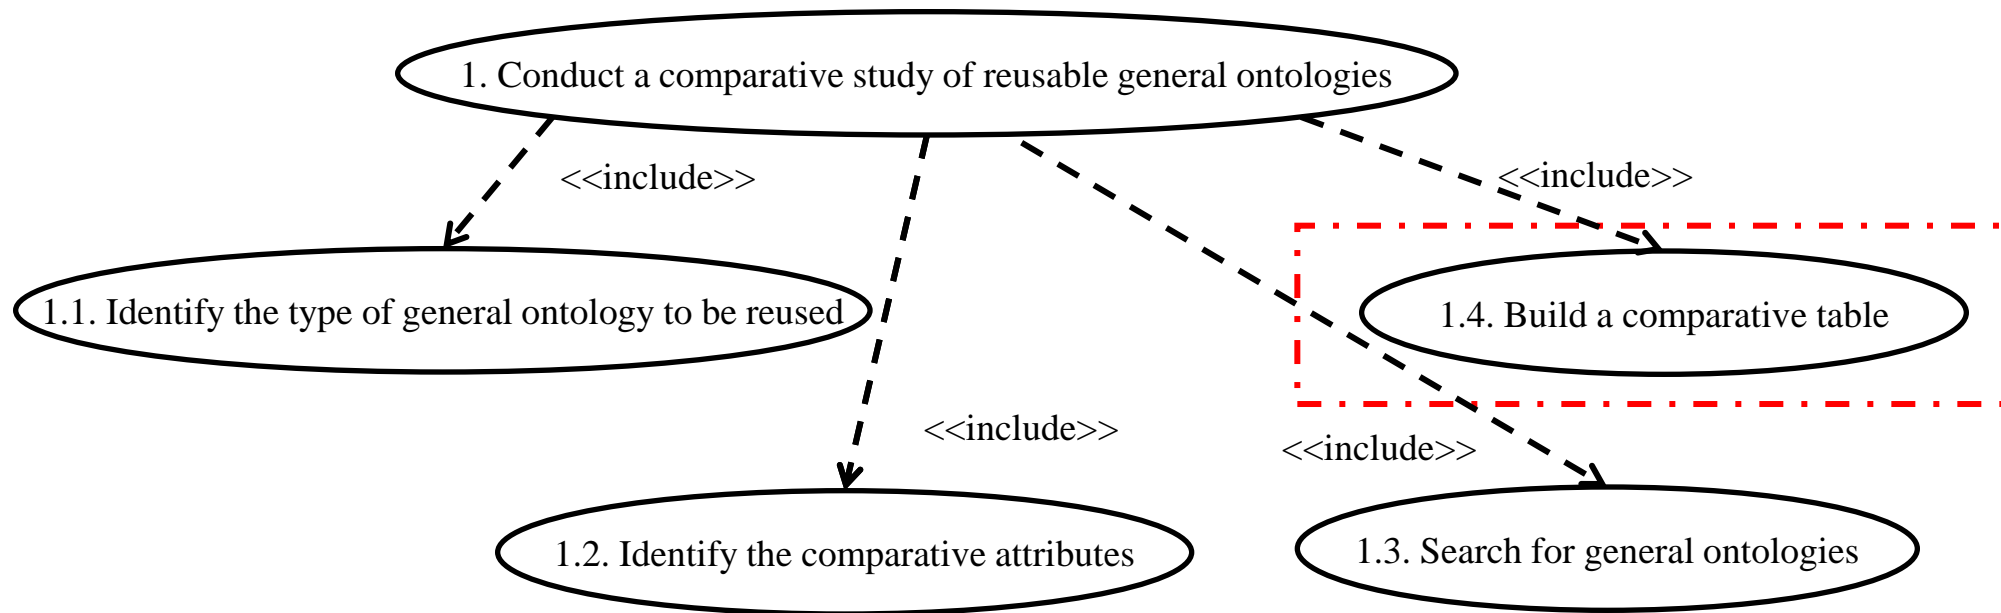 1. Conduct a comparative study of reusable general ontologies
<<include>>
<<include>>
1.1. Identify the type of general ontology to be reused
1.4. Build a comparative table
<<include>>
<<include>>
1.2. Identify the comparative attributes
1.3. Search for general ontologies